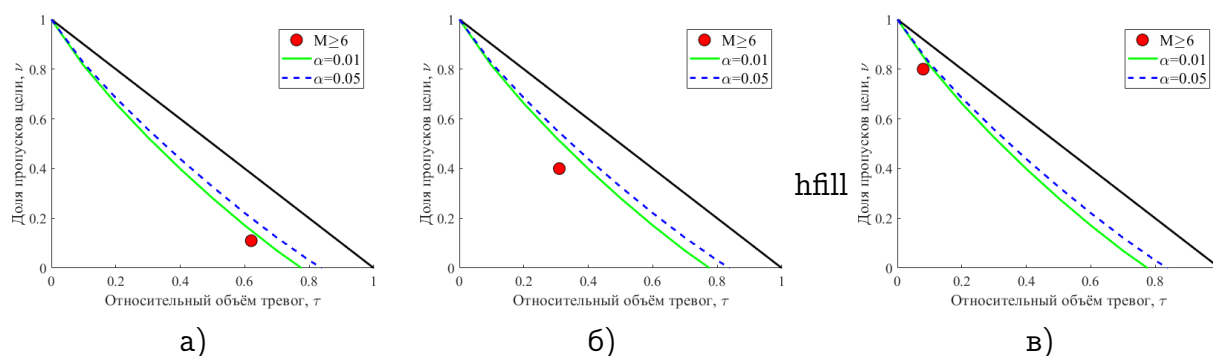 1
0.8
0.6
0.4
0.2
0
0 0.2 0.4 0.6 0.8 1
Доля пропусков цели, ν
Относительный объём тревог, τ
M≥6
α=0.01
α=0.05
а)
1
0.8
0.6
0.4
0.2
0
0 0.2 0.4 0.6 0.8 1
Доля пропусков цели, ν
Относительный объём тревог, τ
M≥6
α=0.01
α=0.05
б)
hfill
1
0.8
0.6
0.4
0.2
0
0 0.2 0.4 0.6 0.8
Доля пропусков цели, ν
Относительный объём тревог, τ
M≥6
α=0.01
α=0.05
в)